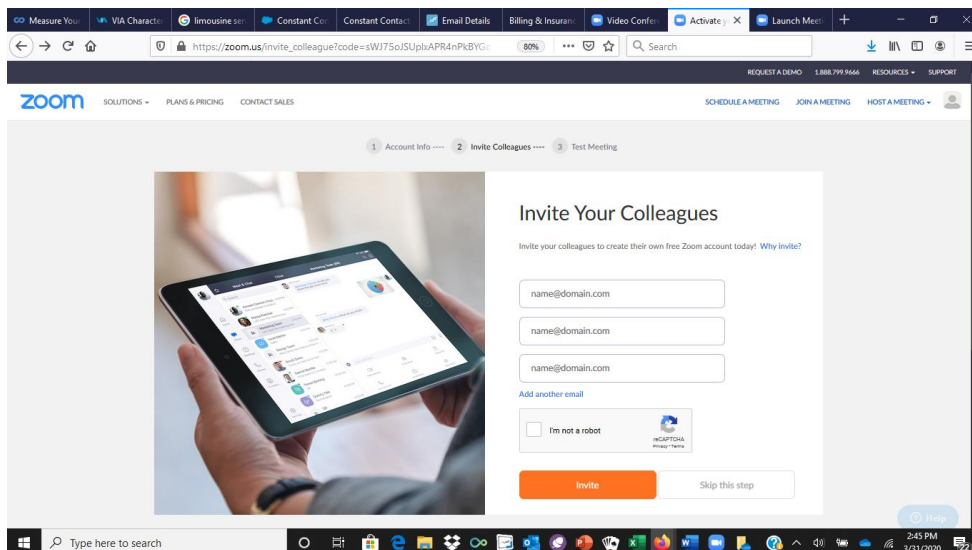 Measure Your
VIA Character
limousine ser
Constant Con
Constant Contact
Email Details
Billing & Insuranc
Video Confer
Activate y
Launch Meeti
https://zoom.us/invite_colleague?code=sWJ75oJSUplxAPR4nPkBYGc
80%
Search
REQUEST A DEMO 1.888.799.9666 RESOURCES SUPPORT
zoom SOLUTIONS PLANS & PRICING CONTACT SALES SCHEDULE A MEETING JOIN A MEETING HOST A MEETING
1 Account Info ---- 2 Invite Colleagues ---- 3 Test Meeting
Invite Your Colleagues
Invite your colleagues to create their own free Zoom account today! Why invite?
name@domain.com
name@domain.com
name@domain.com
Add another email
I'm not a robot
reCAPTCHA
Privacy - Terms
Invite
Skip this step
Help
Type here to search
2:45 PM
3/31/2020
22